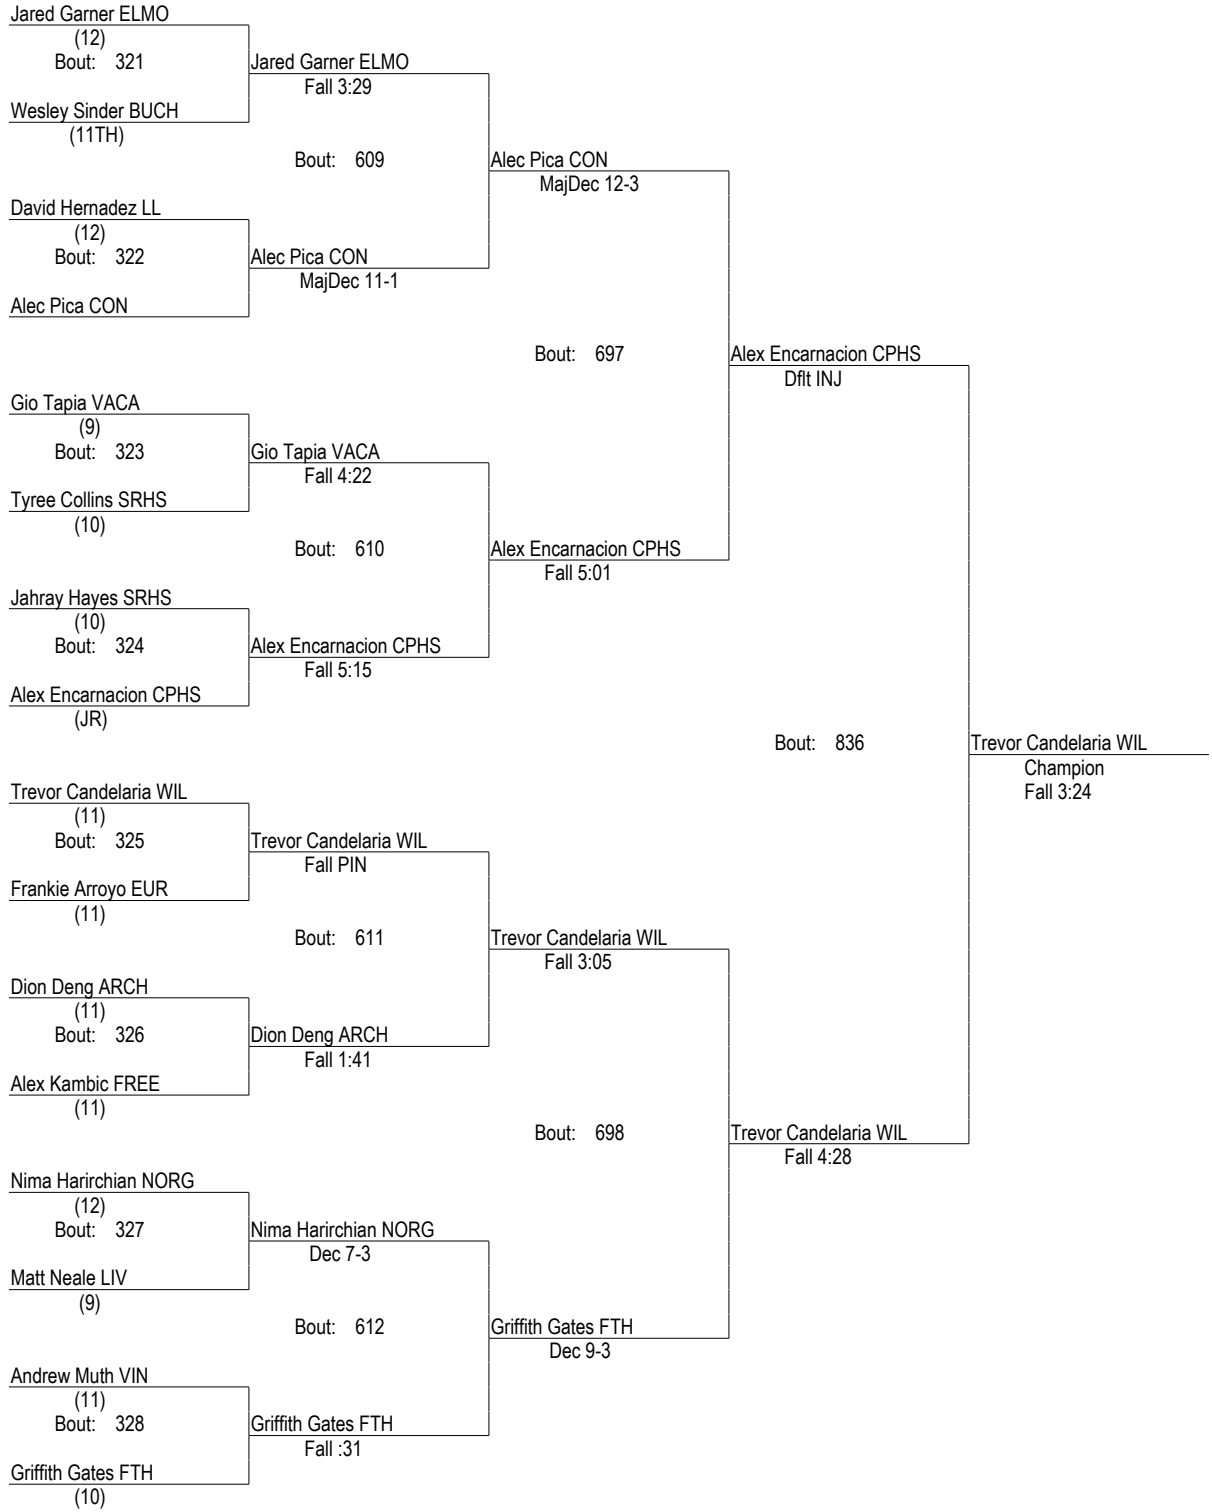 Jared Garner ELMO
(12)
Bout: 321
Jared Garner ELMO
Fall 3:29
Wesley Sinder BUCH
(11TH)
Bout: 609
Alec Pica CON
MajDec 12-3
David Hernadez LL
(12)
Bout: 322
Alec Pica CON
MajDec 11-1
Alec Pica CON
Bout: 697
Alex Encarnacion CPHS
Dflt INJ
Gio Tapia VACA
(9)
Bout: 323
Gio Tapia VACA
Fall 4:22
Tyree Collins SRHS
(10)
Bout: 610
Alex Encarnacion CPHS
Fall 5:01
Jahray Hayes SRHS
(10)
Bout: 324
Alex Encarnacion CPHS
Fall 5:15
Alex Encarnacion CPHS
(JR)
Bout: 836
Trevor Candelaria WIL
Champion
Fall 3:24
Trevor Candelaria WIL
(11)
Bout: 325
Trevor Candelaria WIL
Fall PIN
Frankie Arroyo EUR
(11)
Bout: 611
Trevor Candelaria WIL
Fall 3:05
Dion Deng ARCH
(11)
Bout: 326
Dion Deng ARCH
Fall 1:41
Alex Kambic FREE
(11)
Bout: 698
Trevor Candelaria WIL
Fall 4:28
Nima Harirchian NORG
(12)
Bout: 327
Nima Harirchian NORG
Dec 7-3
Matt Neale LIV
(9)
Bout: 612
Griffith Gates FTH
Dec 9-3
Andrew Muth VIN
(11)
Bout: 328
Griffith Gates FTH
Fall :31
Griffith Gates FTH
(10)